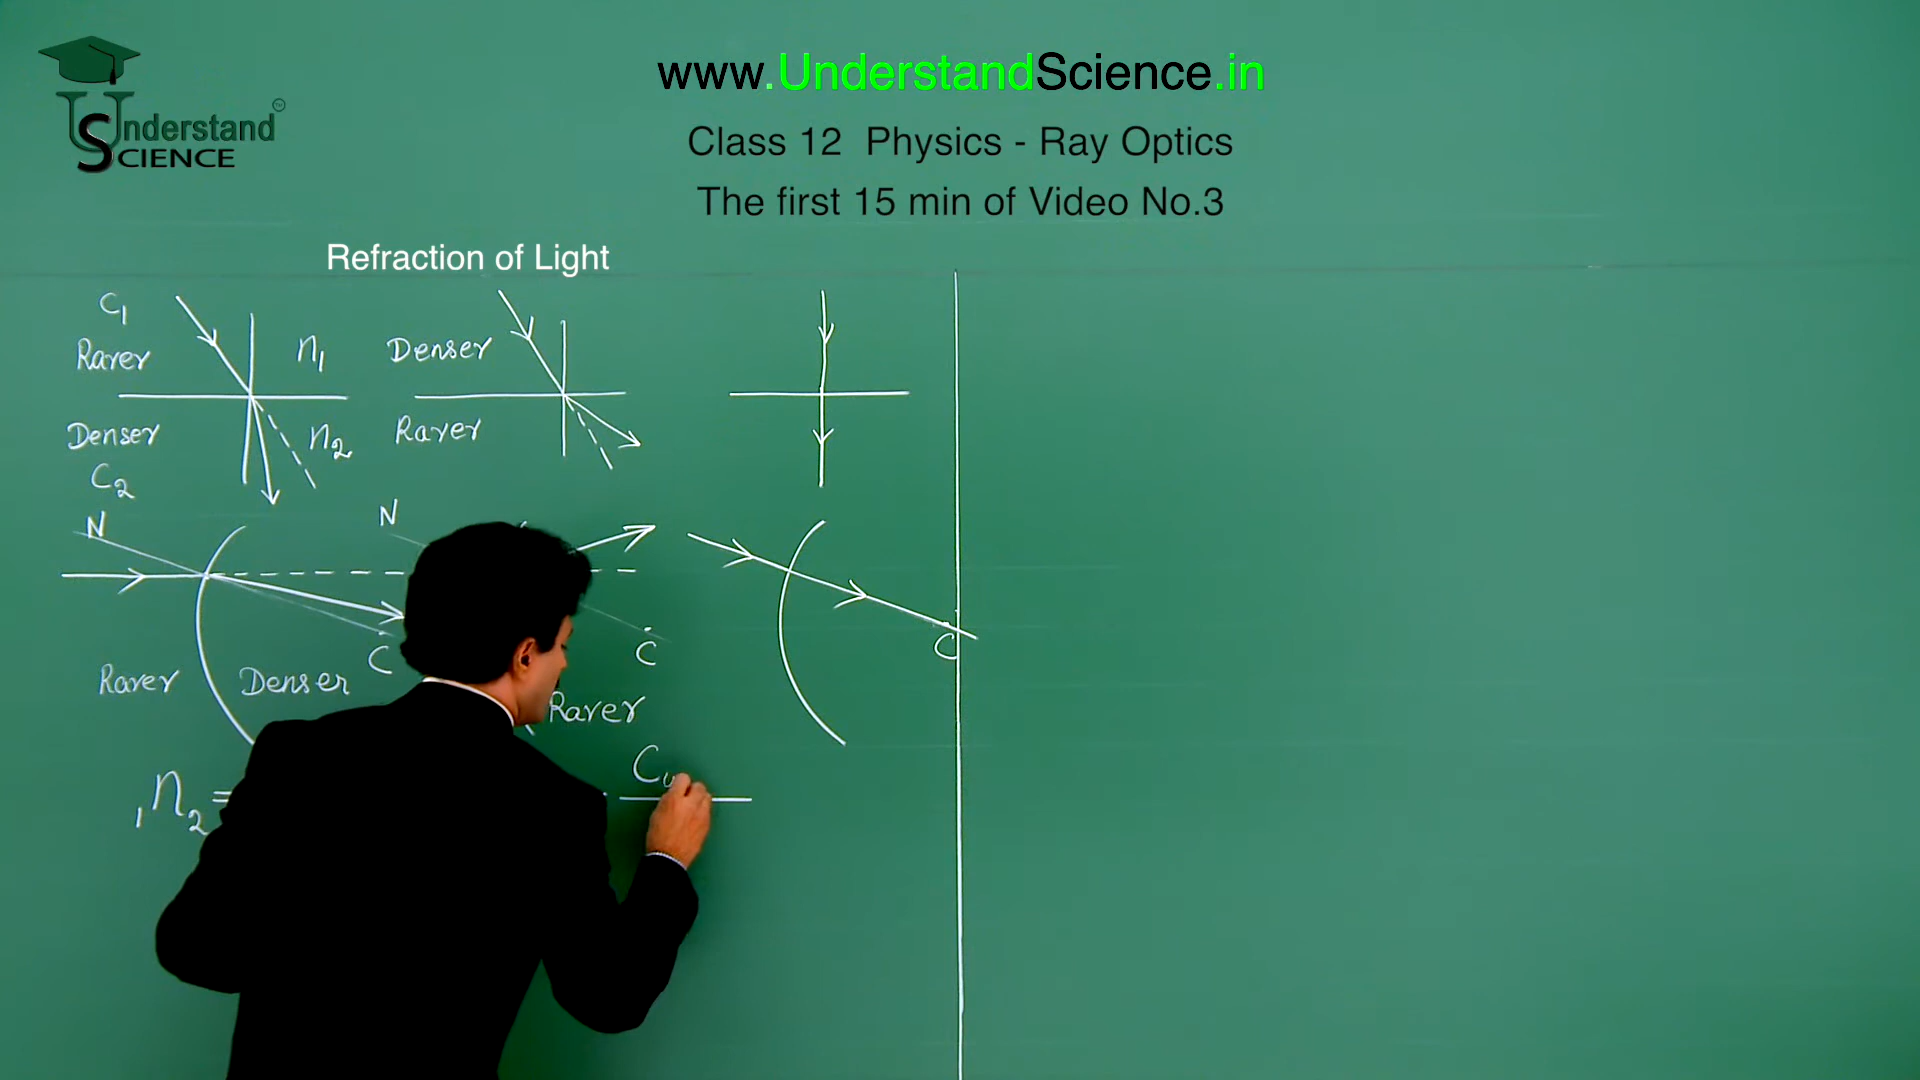 Understand
SCIENCE
TM
www.UnderstandScience.in
Class 12 Physics - Ray Optics
The first 15 min of Video No.3
Refraction of Light
C1
Rarer
n1
Denser
Denser
n2
Rarer
C2
N
N
C
C
C
Rarer
Denser
Rarer
1n2 =